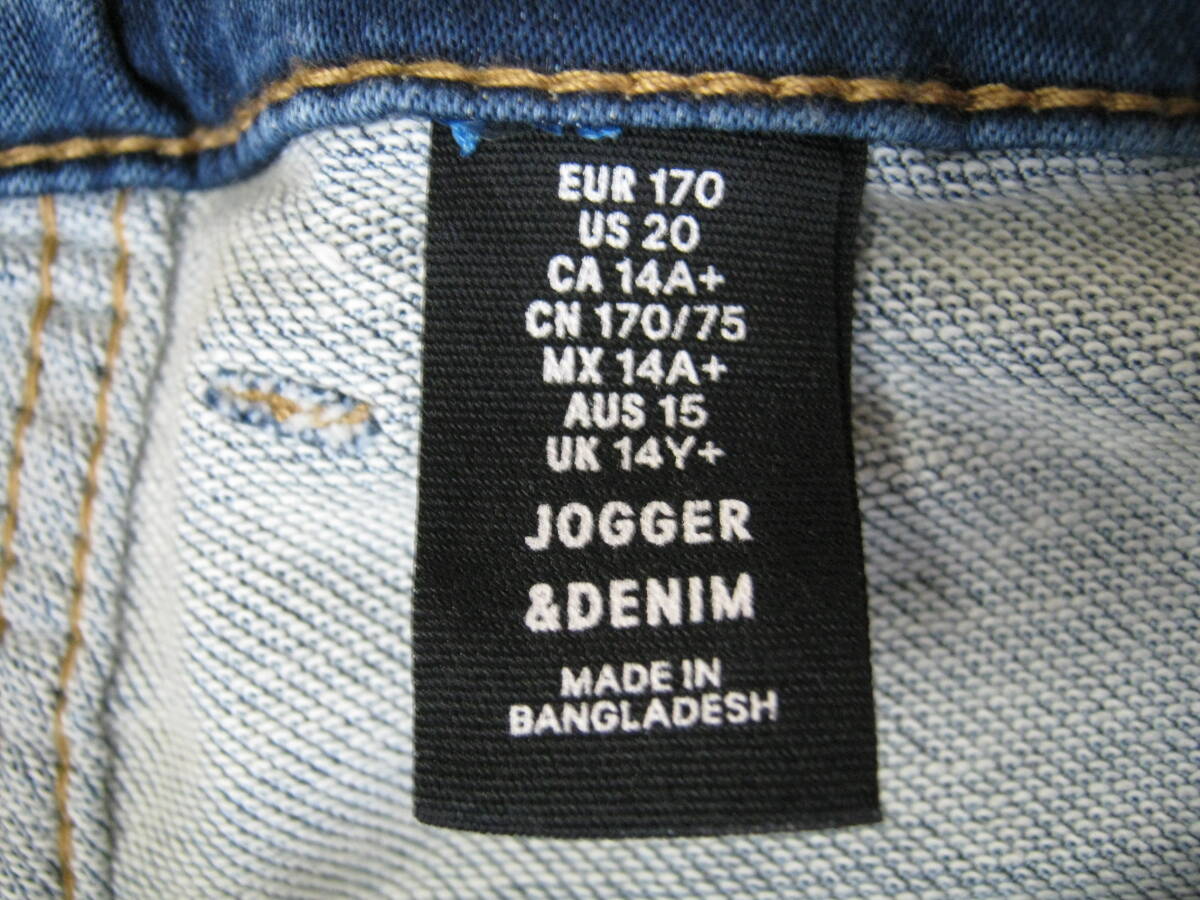 EUR 170
US 20
CA 14A+
CN 170/75
MX 14A+
AUS 15
UK 14Y+
JOGGER
&DENIM
MADE IN
BANGLADESH